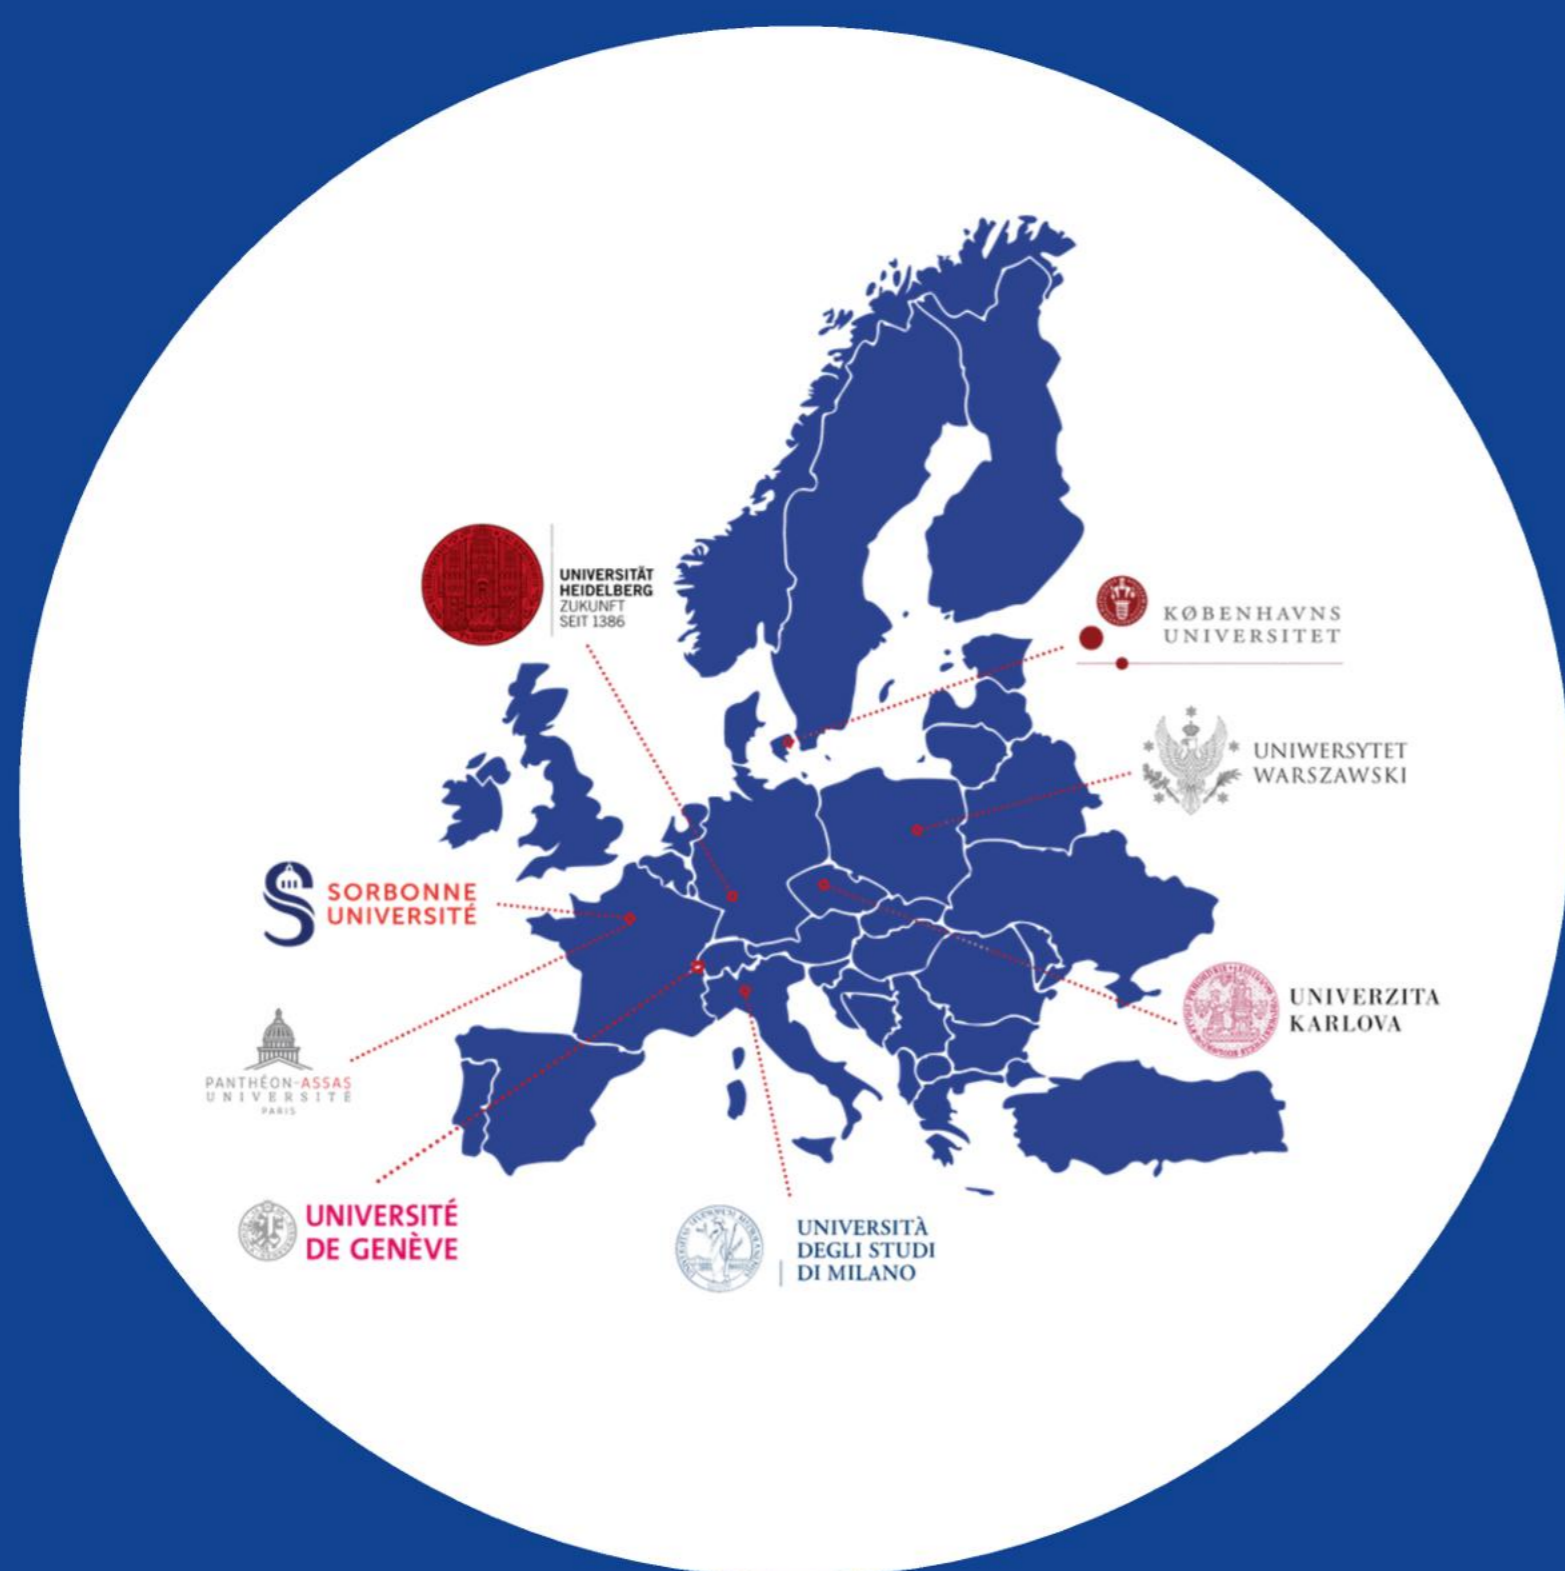 UNIVERSITÄT
HEIDELBERG
ZUKUNFT
SEIT 1386
KØBENHAVNS
UNIVERSITET
UNIWERSYTET
WARSZAWSKI
SORBONNE
UNIVERSITÉ
UNIVERZITA
KARLOVA
PANTHÉON-ASSAS
UNIVERSITÉ
PARIS
UNIVERSITÉ
DE GENÈVE
UNIVERSITÀ
DEGLI STUDI
DI MILANO